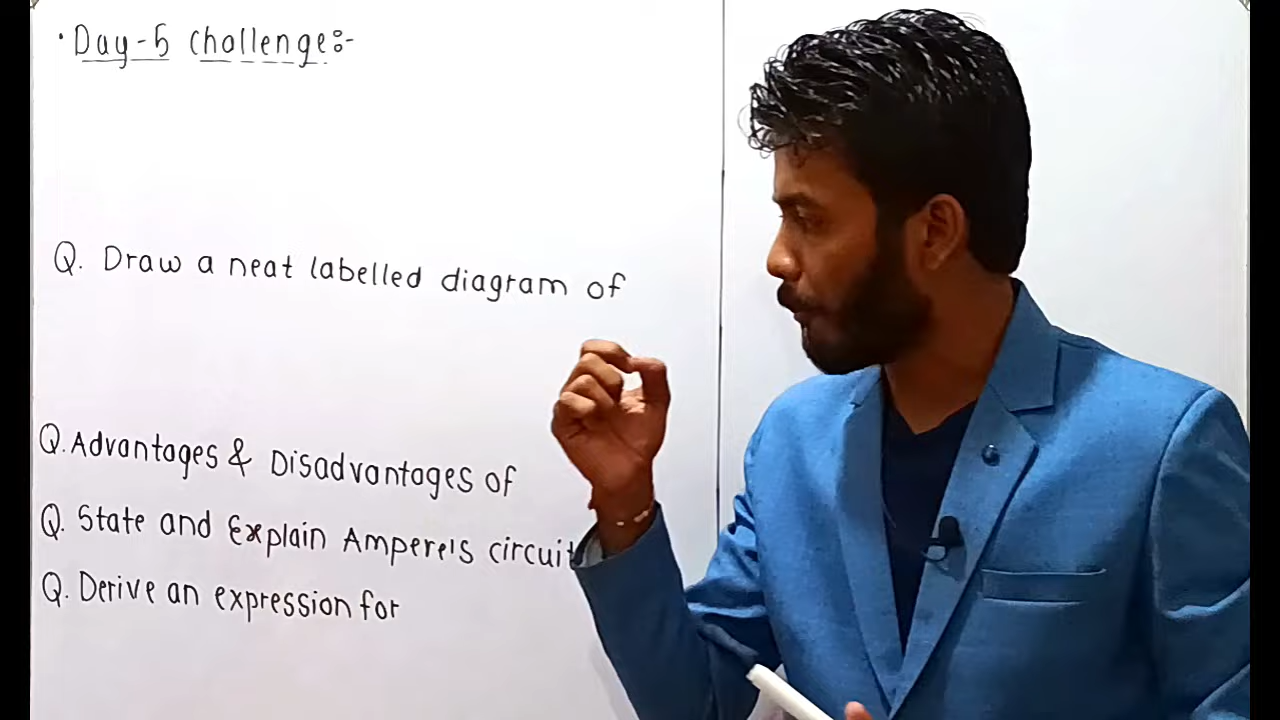 • Day-5 Challenge:-
Q. Draw a neat labelled diagram of
Q. Advantages & Disadvantages of
Q. State and Explain Ampere's circuit
Q. Derive an expression for